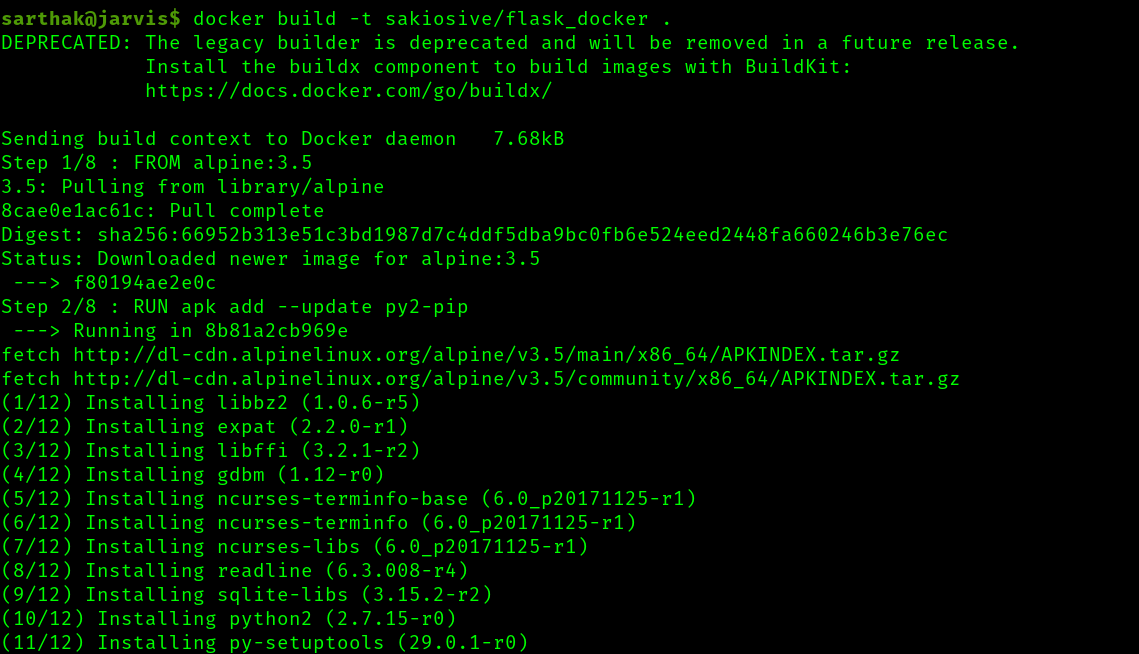 sarthak@jarvis$ docker build -t sakiosive/flask_docker .
DEPRECATED: The legacy builder is deprecated and will be removed in a future release.
            Install the buildx component to build images with BuildKit:
            https://docs.docker.com/go/buildx/

Sending build context to Docker daemon   7.68kB
Step 1/8 : FROM alpine:3.5
3.5: Pulling from library/alpine
8cae0e1ac61c: Pull complete
Digest: sha256:66952b313e51c3bd1987d7c4ddf5dba9bc0fb6e524eed2448fa660246b3e76ec
Status: Downloaded newer image for alpine:3.5
 ---> f80194ae2e0c
Step 2/8 : RUN apk add --update py2-pip
 ---> Running in 8b81a2cb969e
fetch http://dl-cdn.alpinelinux.org/alpine/v3.5/main/x86_64/APKINDEX.tar.gz
fetch http://dl-cdn.alpinelinux.org/alpine/v3.5/community/x86_64/APKINDEX.tar.gz
(1/12) Installing libbz2 (1.0.6-r5)
(2/12) Installing expat (2.2.0-r1)
(3/12) Installing libffi (3.2.1-r2)
(4/12) Installing gdbm (1.12-r0)
(5/12) Installing ncurses-terminfo-base (6.0_p20171125-r1)
(6/12) Installing ncurses-terminfo (6.0_p20171125-r1)
(7/12) Installing ncurses-libs (6.0_p20171125-r1)
(8/12) Installing readline (6.3.008-r4)
(9/12) Installing sqlite-libs (3.15.2-r2)
(10/12) Installing python2 (2.7.15-r0)
(11/12) Installing py-setuptools (29.0.1-r0)